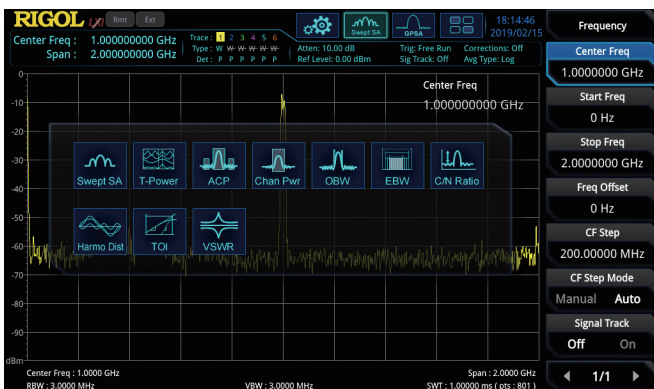 RIGOL LXI Rmt Ext
Center Freq : 1.000000000 GHz
Span : 2.000000000 GHz
Trace : 1 2 3 4 5 6
Type : W W W W W W
Det : P P P P P P
Swept SA
GPSA
18:14:46
2019/02/15
Atten: 10.00 dB Trig: Free Run Corrections: Off
Ref Level: 0.00 dBm Sig Track: Off Avg Type: Log
Center Freq
1.000000000 GHz
0
-10
-20
-30
-40
-50
-60
-70
-80
-90
dBm
Swept SA T-Power ACP Chan Pwr OBW EBW C/N Ratio
Harmo Dist TOI VSWR
Center Freq : 1.0000 GHz Span : 2.0000 GHz
RBW : 3.0000 MHz VBW : 3.0000 MHz SWT : 1.00000 ms ( pts : 801 )
Frequency
Center Freq
1.0000000 GHz
Start Freq
0 Hz
Stop Freq
2.0000000 GHz
Freq Offset
0 Hz
CF Step
200.00000 MHz
CF Step Mode
Manual Auto
Signal Track
Off On
1/1